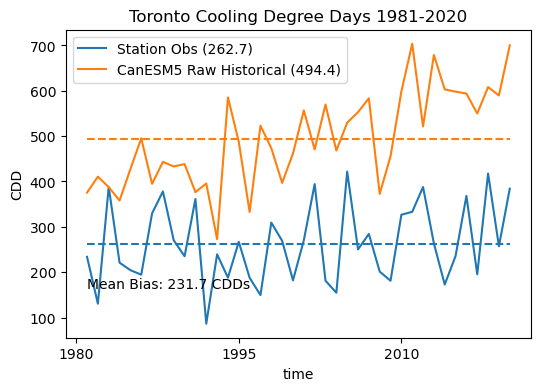 Toronto Cooling Degree Days 1981-2020
Station Obs (262.7)
CanESM5 Raw Historical (494.4)
700
600
500
400
300
200
100
CDD
Mean Bias: 231.7 CDDs
1980
1995
2010
time